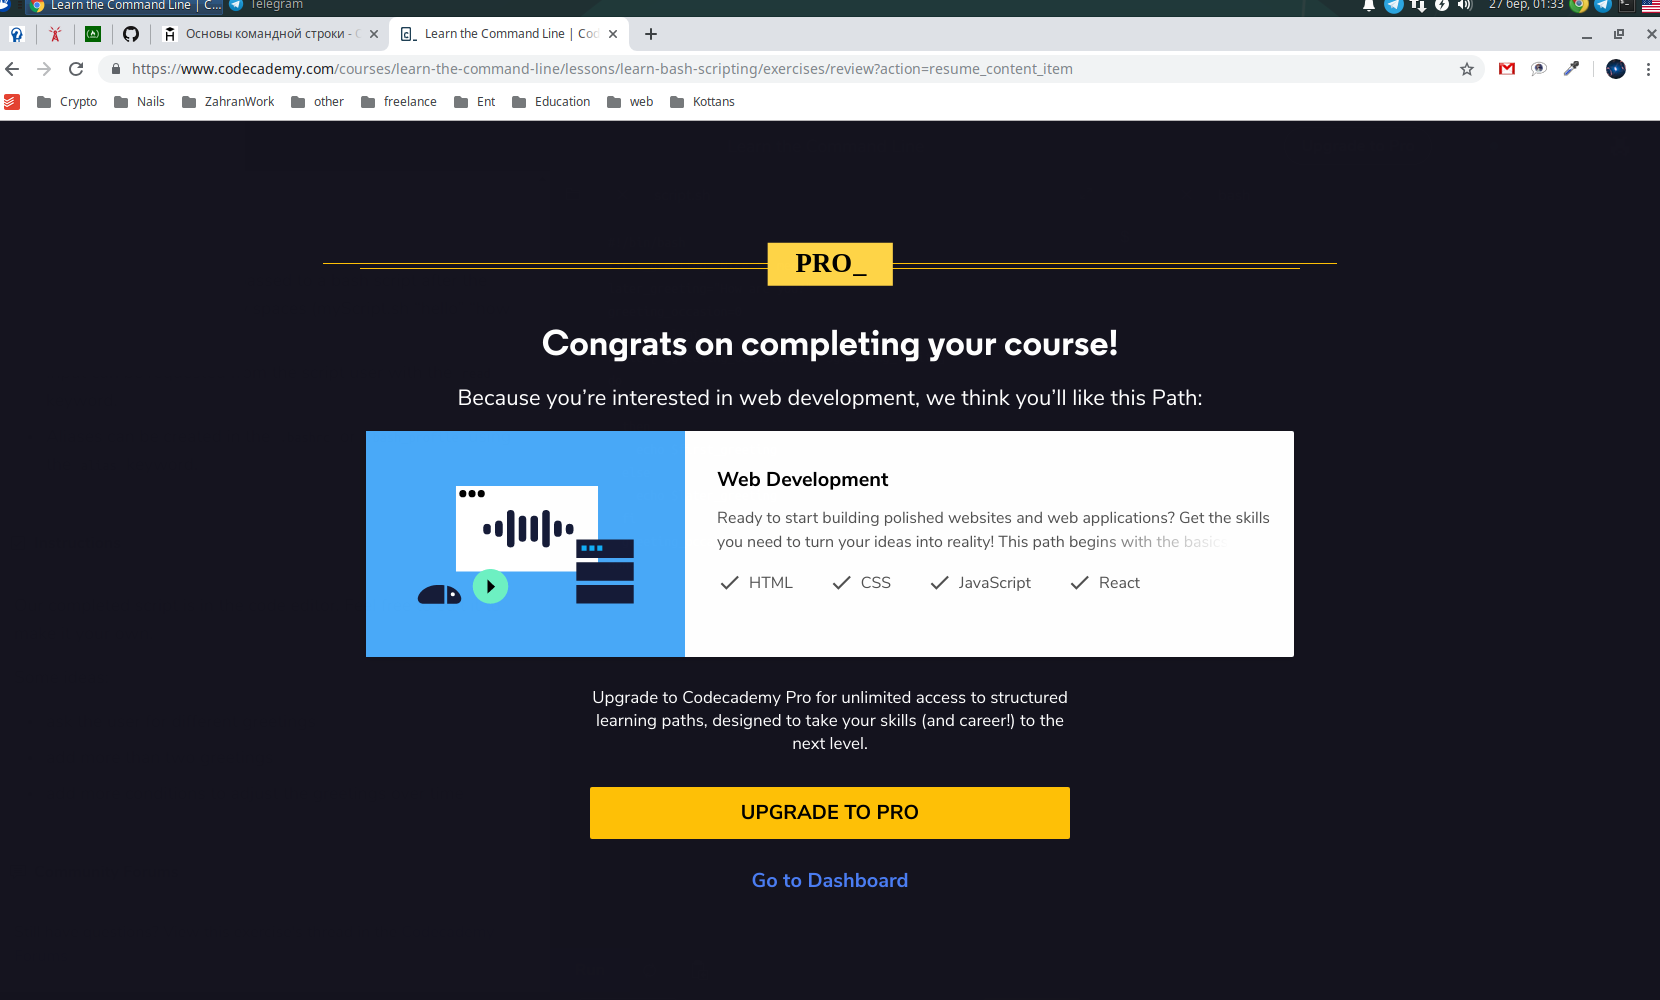 Learn the Command Line | C...
Telegram
27 бер, 01:33
Основы командной строки -
Learn the Command Line | Cod
https://www.codecademy.com/courses/learn-the-command-line/lessons/learn-bash-scripting/exercises/review?action=resume_content_item
Crypto Nails ZahranWork other freelance Ent Education web Kottans
PRO_
Congrats on completing your course!
Because you’re interested in web development, we think you’ll like this Path:
Web Development
Ready to start building polished websites and web applications? Get the skills
you need to turn your ideas into reality! This path begins with the basics
HTML CSS JavaScript React
Upgrade to Codecademy Pro for unlimited access to structured
learning paths, designed to take your skills (and career!) to the
next level.
UPGRADE TO PRO
Go to Dashboard